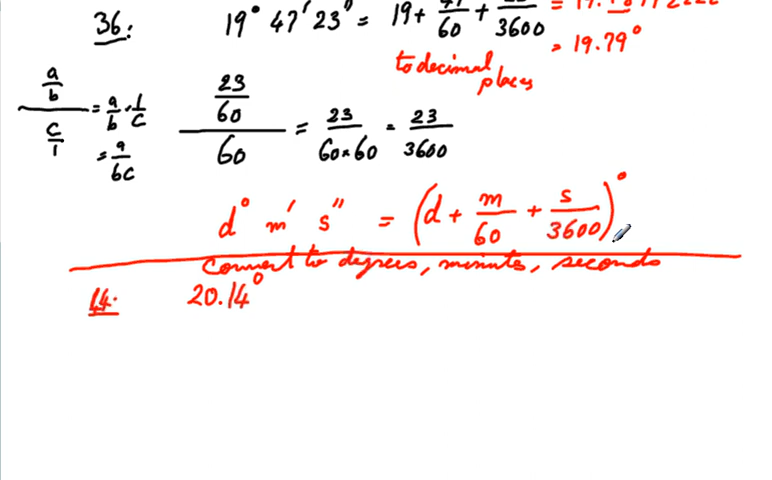 36: 19° 47' 23" = 19 + 47/60 + 23/3600
= 19.79°
to decimal places
a/b / c/1 = a/b · 1/c
= a/bc
23/60 / 60 = 23/60×60 = 23/3600
d° m' s" = (d + m/60 + s/3600)°
Convert to degrees, minutes, seconds
44. 20.14°